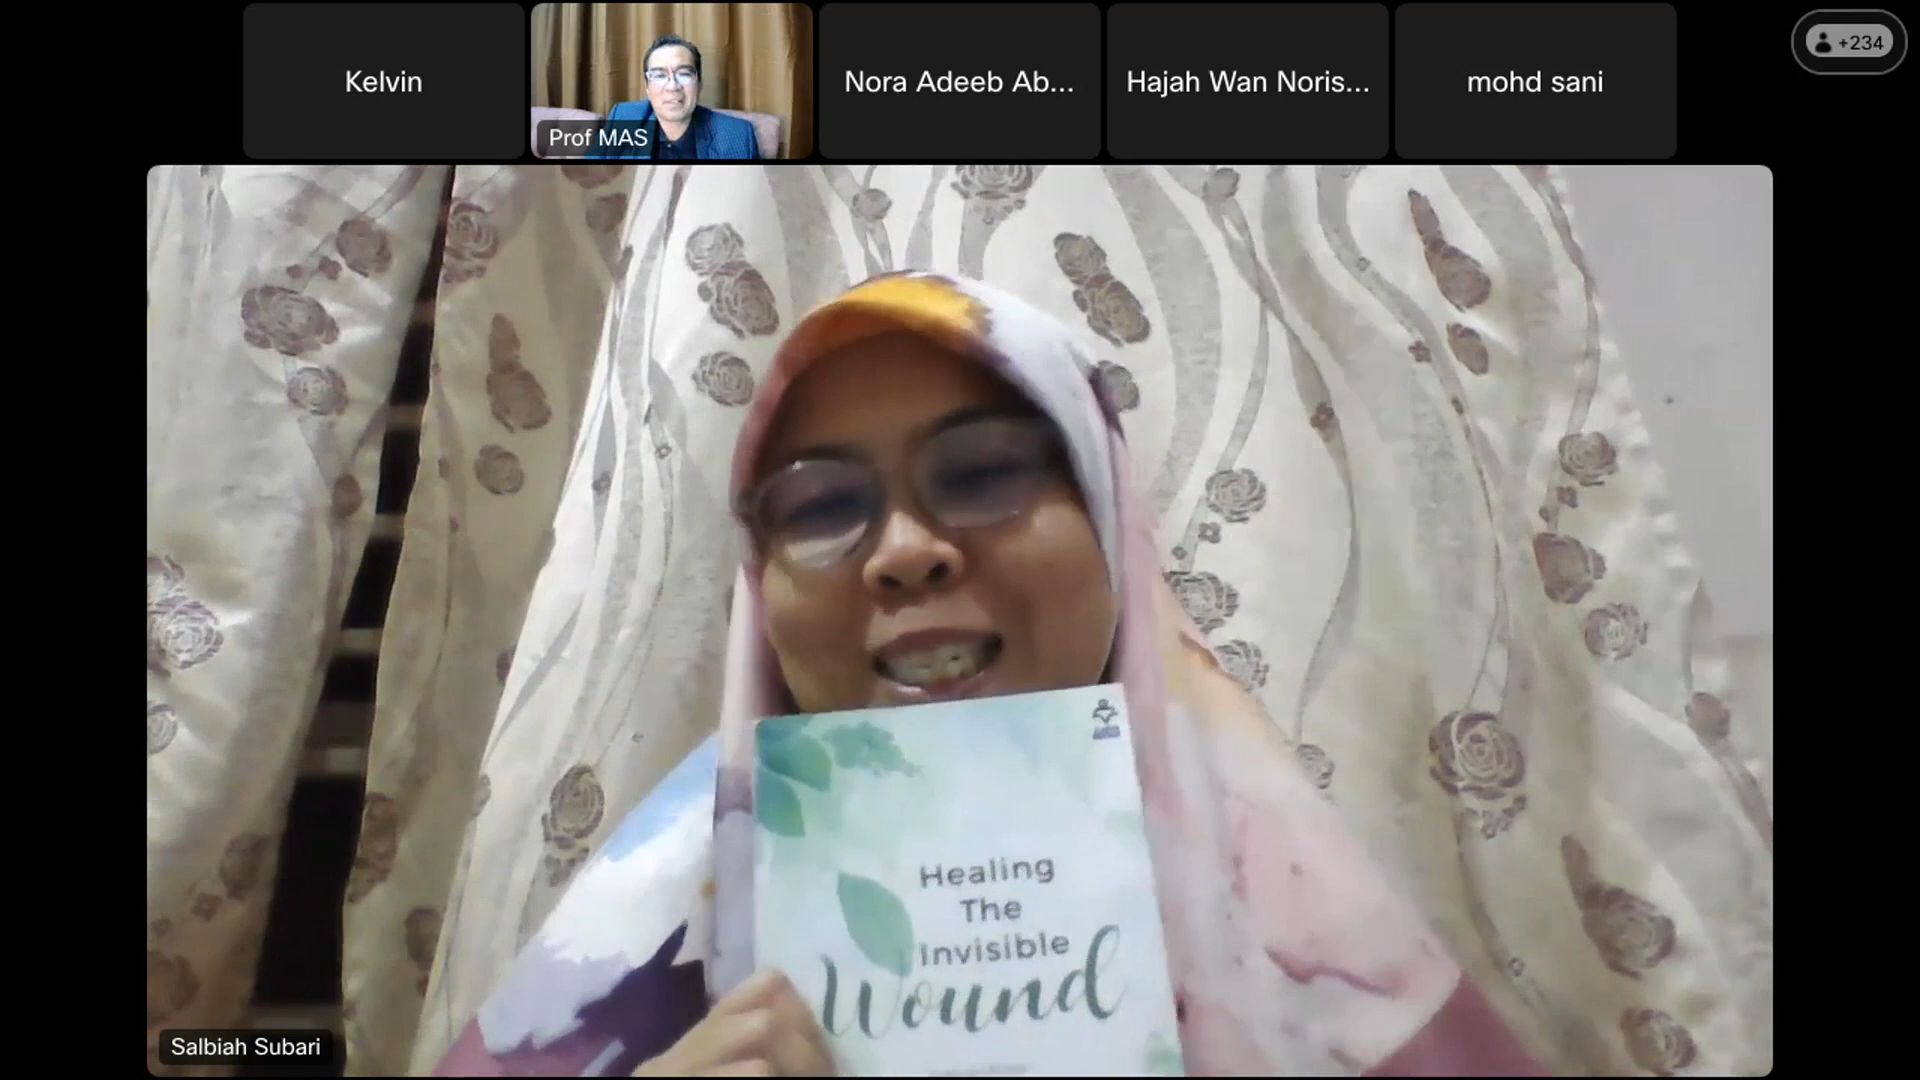 Kelvin
Prof MAS
Nora Adeeb Ab...
Hajah Wan Noris...
mohd sani
+234
Healing
The
Invisible
Wound
Salbiah Subari